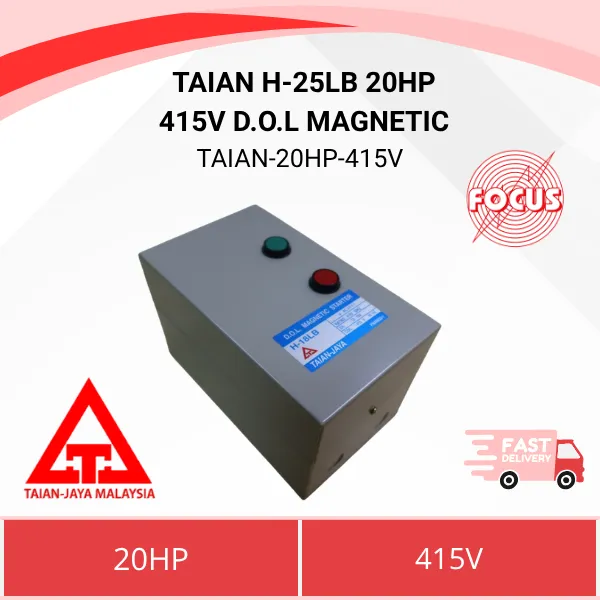 TAIAN H-25LB 20HP
415V D.O.L MAGNETIC
TAIAN-20HP-415V
FOCUS
D.O.L. MAGNETIC STARTER
H-18LB
TAIAN-JAYA
TAIAN-JAYA MALAYSIA
FAST
DELIVERY
20HP
415V